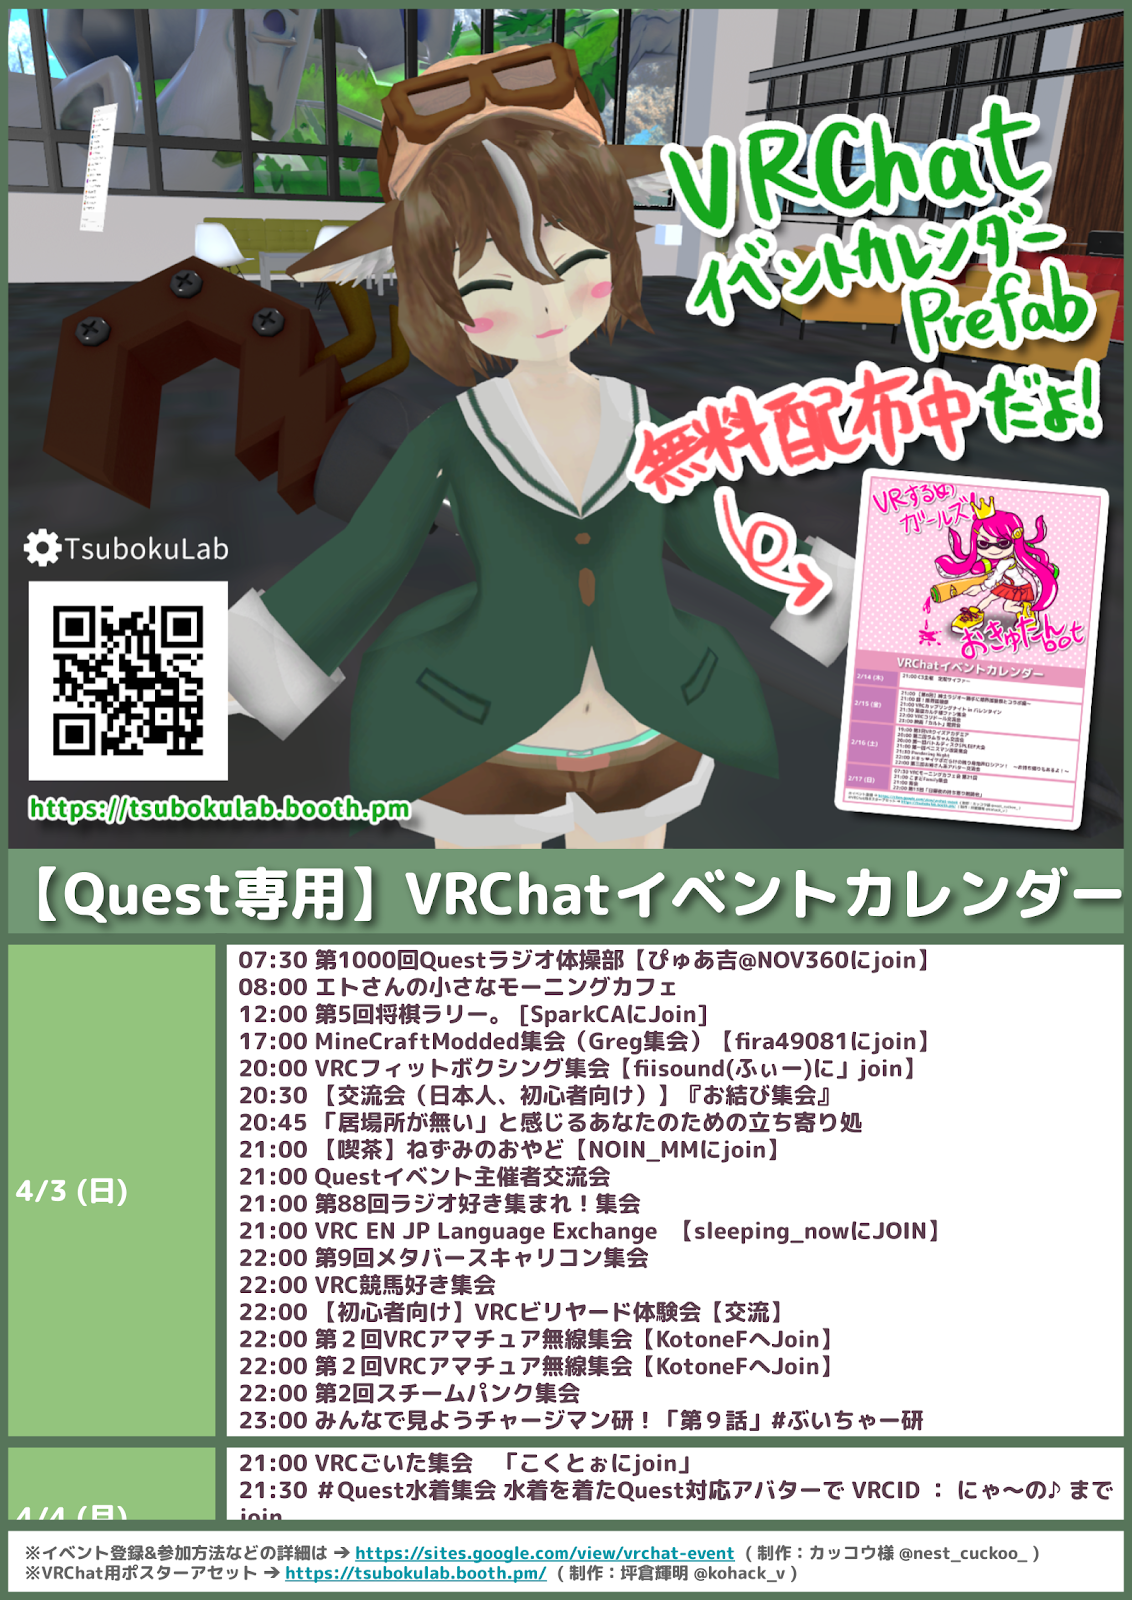 VRChat
イベントカレンダー
Prefab
無料配布中だよ!
VRするめ
ガールズ
おきゅたん
bot
VRChatイベントカレンダー
2/14 (木)
2/15 (金)
2/16 (土)
2/17 (日)
TsubokuLab
https://tsubokulab.booth.pm
【Quest専用】VRChatイベントカレンダー
4/3 (日)
07:30 第1000回Questラジオ体操部【ぴゅあ吉@NOV360にjoin】
08:00 エトさんの小さなモーニングカフェ
12:00 第5回将棋ラリー。 [SparkCAにJoin]
17:00 MineCraftModded集会（Greg集会）【fira49081にjoin】
20:00 VRCフィットボクシング集会【fiisound(ふぃー)に」join】
20:30 【交流会（日本人、初心者向け）】『お結び集会』
20:45 「居場所が無い」と感じるあなたのための立ち寄り処
21:00 【喫茶】ねずみのおやど【NOIN_MMにjoin】
21:00 Questイベント主催者交流会
21:00 第88回ラジオ好き集まれ！集会
21:00 VRC EN JP Language Exchange 【sleeping_nowにJOIN】
22:00 第9回メタバースキャリコン集会
22:00 VRC競馬好き集会
22:00 【初心者向け】VRCビリヤード体験会【交流】
22:00 第２回VRCアマチュア無線集会【KotoneFへJoin】
22:00 第２回VRCアマチュア無線集会【KotoneFへJoin】
22:00 第2回スチームパンク集会
23:00 みんなで見ようチャージマン研！「第９話」#ぶいちゃー研
4/4 (月)
21:00 VRCごいた集会 「こくとぉにjoin」
21:30 ＃Quest水着集会 水着を着たQuest対応アバターで VRCID ： にゃ〜の♪ まで
join
※イベント登録&参加方法などの詳細は ➔ https://sites.google.com/view/vrchat-event ( 制作：カッコウ様 @nest_cuckoo_ )
※VRChat用ポスターアセット ➔ https://tsubokulab.booth.pm/ ( 制作：坪倉輝明 @kohack_v )